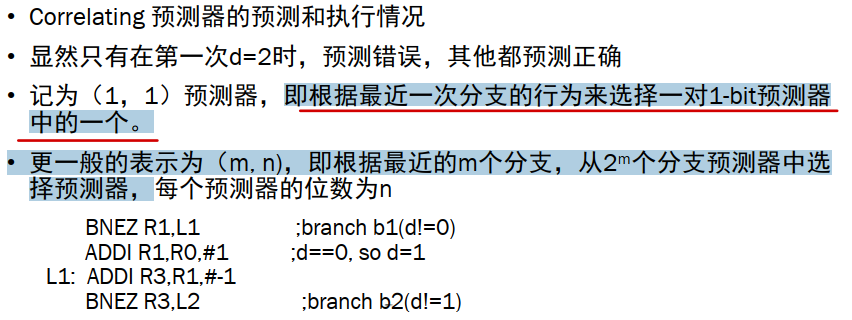 • Correlating 预测器的预测和执行情况
• 显然只有在第一次d=2时，预测错误，其他都预测正确
• 记为（1，1）预测器，即根据最近一次分支的行为来选择一对1-bit预测器
中的一个。
• 更一般的表示为（m, n)，即根据最近的m个分支，从2ᵐ个分支预测器中选
择预测器，每个预测器的位数为n
BNEZ R1,L1 ;branch b1(d!=0)
ADDI R1,R0,#1 ;d==0, so d=1
L1: ADDI R3,R1,#-1
BNEZ R3,L2 ;branch b2(d!=1)